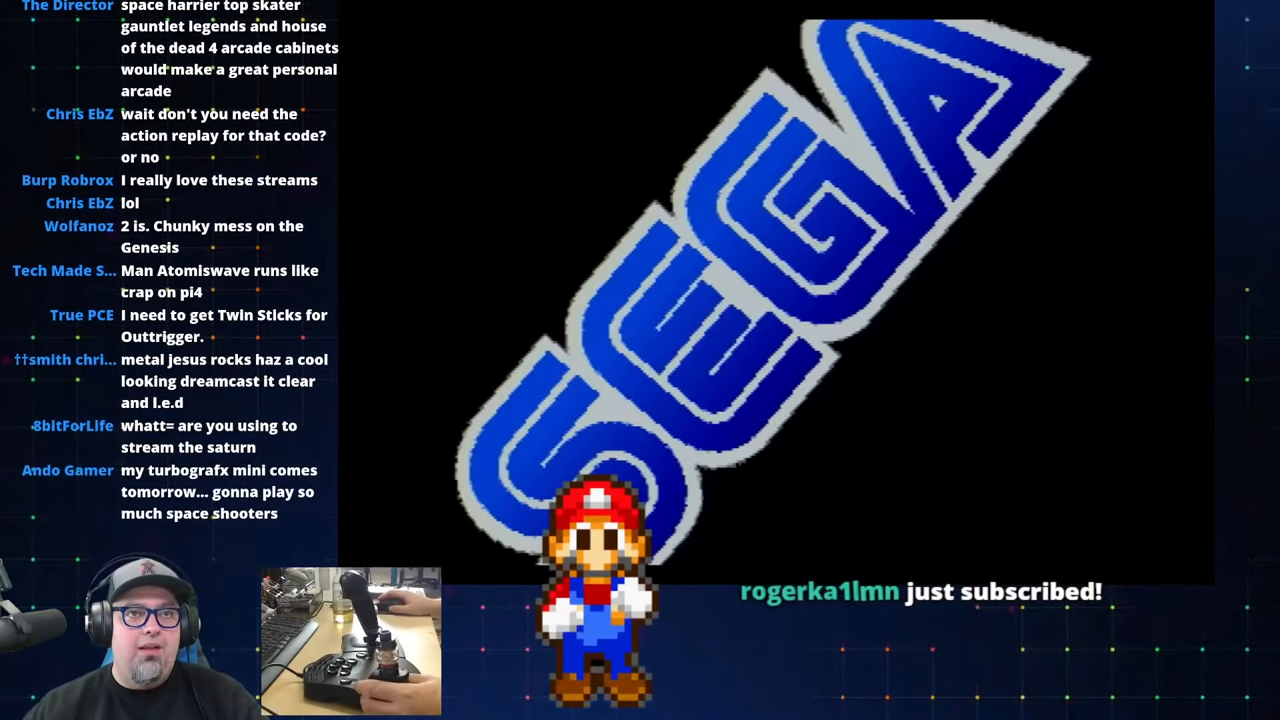 The Director space harrier top skater
gauntlet legends and house
of the dead 4 arcade cabinets
would make a great personal
arcade
Chris EbZ wait don't you need the
action replay for that code?
or no
Burp Robrox I really love these streams
Chris EbZ lol
Wolfanoz 2 is. Chunky mess on the
Genesis
Tech Made S... Man Atomiswave runs like
crap on pi4
True PCE I need to get Twin Sticks for
Outtrigger.
††smith chri... metal jesus rocks haz a cool
looking dreamcast it clear
and l.e.d
8bitForLIfe whatt= are you using to
stream the saturn
Ando Gamer my turbografx mini comes
tomorrow... gonna play so
much space shooters
SEGA
rogerka1lmn just subscribed!